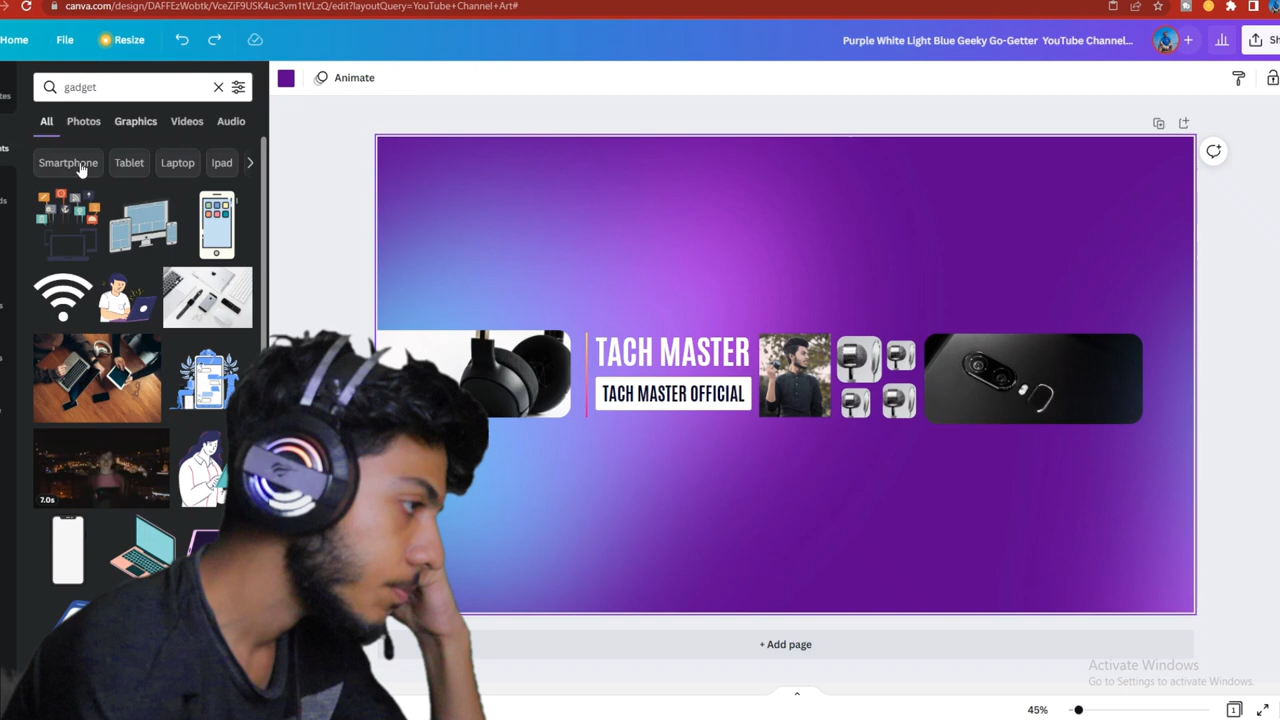 canva.com/design/DAFFEzWobtk/VceZiF9USK4uc3vm1tVLzQ/edit?layoutQuery=YouTube+Channel+Art#
Home
File
Resize
Purple White Light Blue Geeky Go-Getter YouTube Channel...
gadget
Animate
All
Photos
Graphics
Videos
Audio
Smartphone
Tablet
Laptop
Ipad
TACH MASTER
TACH MASTER OFFICIAL
7.0s
+ Add page
Activate Windows
Go to Settings to activate Windows.
45%
1